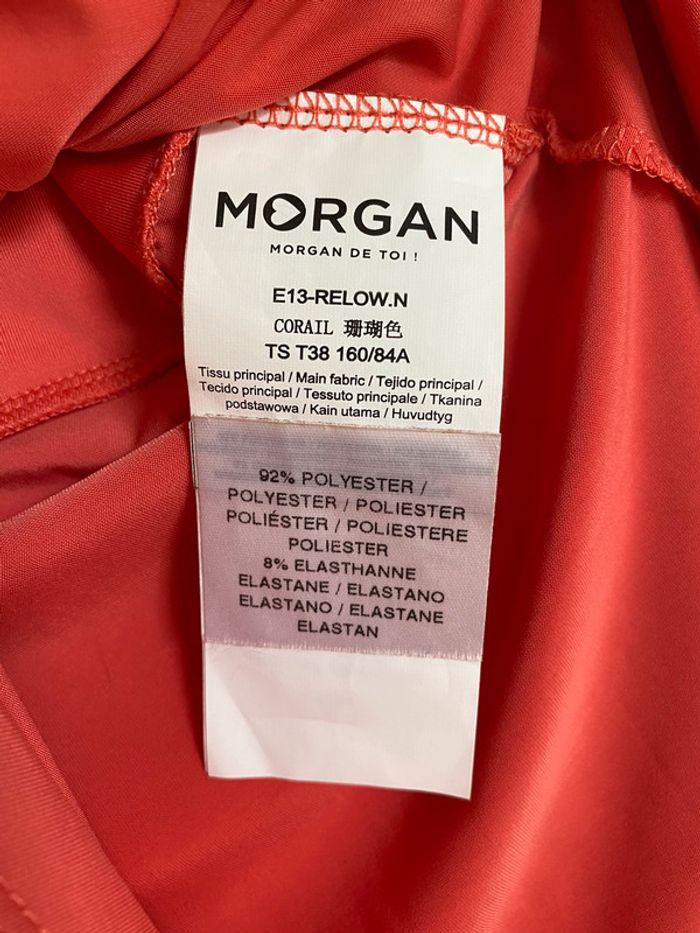 MORGAN
MORGAN DE TOI !
E13-RELOW.N
CORAIL 珊瑚色
TS T38 160/84A
Tissu principal / Main fabric / Tejido principal /
Tecido principal / Tessuto principale / Tkanina
podstawowa / Kain utama / Huvudtyg
92% POLYESTER /
POLYESTER / POLIESTER
POLIÉSTER / POLIESTERE
POLIESTER
8% ELASTHANNE
ELASTANE / ELASTANO
ELASTANO / ELASTANE
ELASTAN